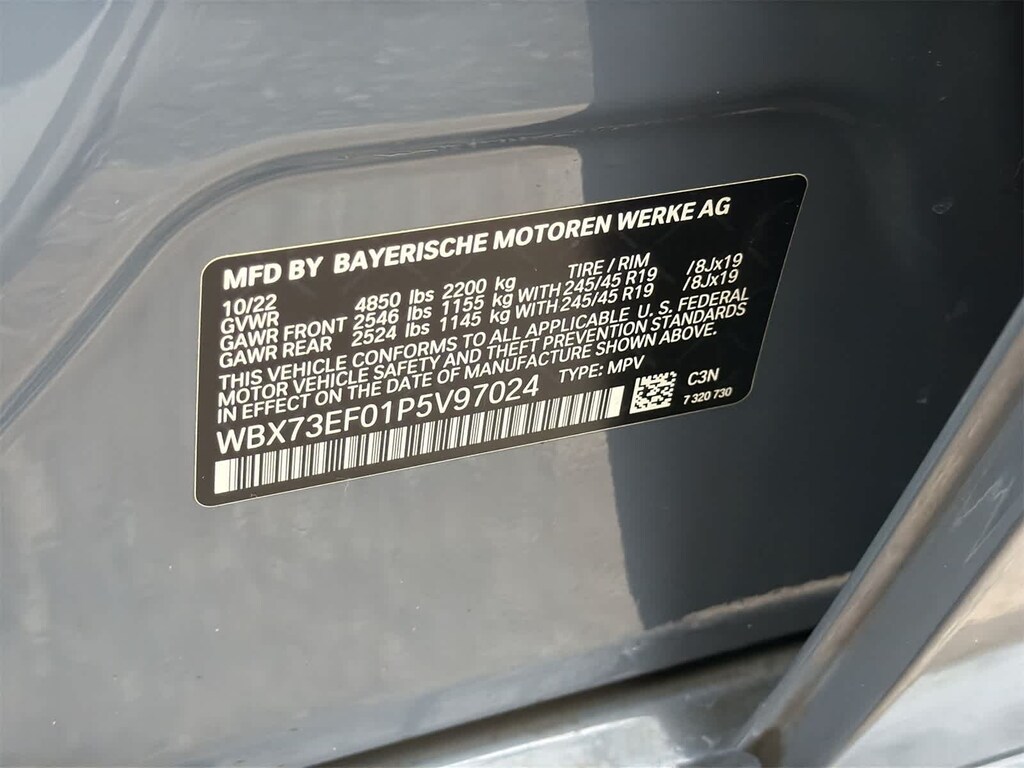 MFD BY BAYERISCHE MOTOREN WERKE AG
10/22 TIRE / RIM
GVWR 4850 lbs 2200 kg
GAWR FRONT 2546 lbs 1155 kg WITH 245/45 R19 /8Jx19
GAWR REAR 2524 lbs 1145 kg WITH 245/45 R19 /8Jx19
THIS VEHICLE CONFORMS TO ALL APPLICABLE U. S. FEDERAL
MOTOR VEHICLE SAFETY AND THEFT PREVENTION STANDARDS
IN EFFECT ON THE DATE OF MANUFACTURE SHOWN ABOVE.
WBX73EF01P5V97024 TYPE: MPV C3N
7 320 730